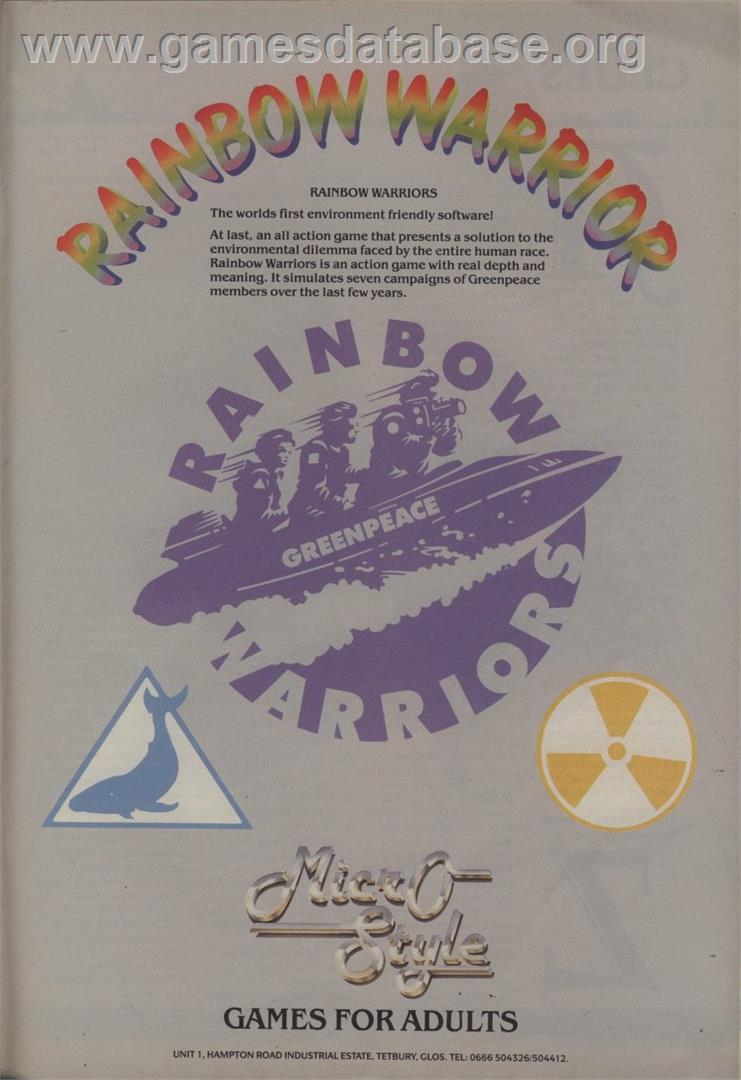 www.gamesdatabase.org
RAINBOW WARRIOR
RAINBOW WARRIORS
The worlds first environment friendly software!
At last, an all action game that presents a solution to the
environmental dilemma faced by the entire human race.
Rainbow Warriors is an action game with real depth and
meaning. It simulates seven campaigns of Greenpeace
members over the last few years.
RAINBOW
GREENPEACE
WARRIORS
MicrO
Style
GAMES FOR ADULTS
UNIT 1, HAMPTON ROAD INDUSTRIAL ESTATE, TETBURY, GLOS. TEL: 0666 504326/504412.